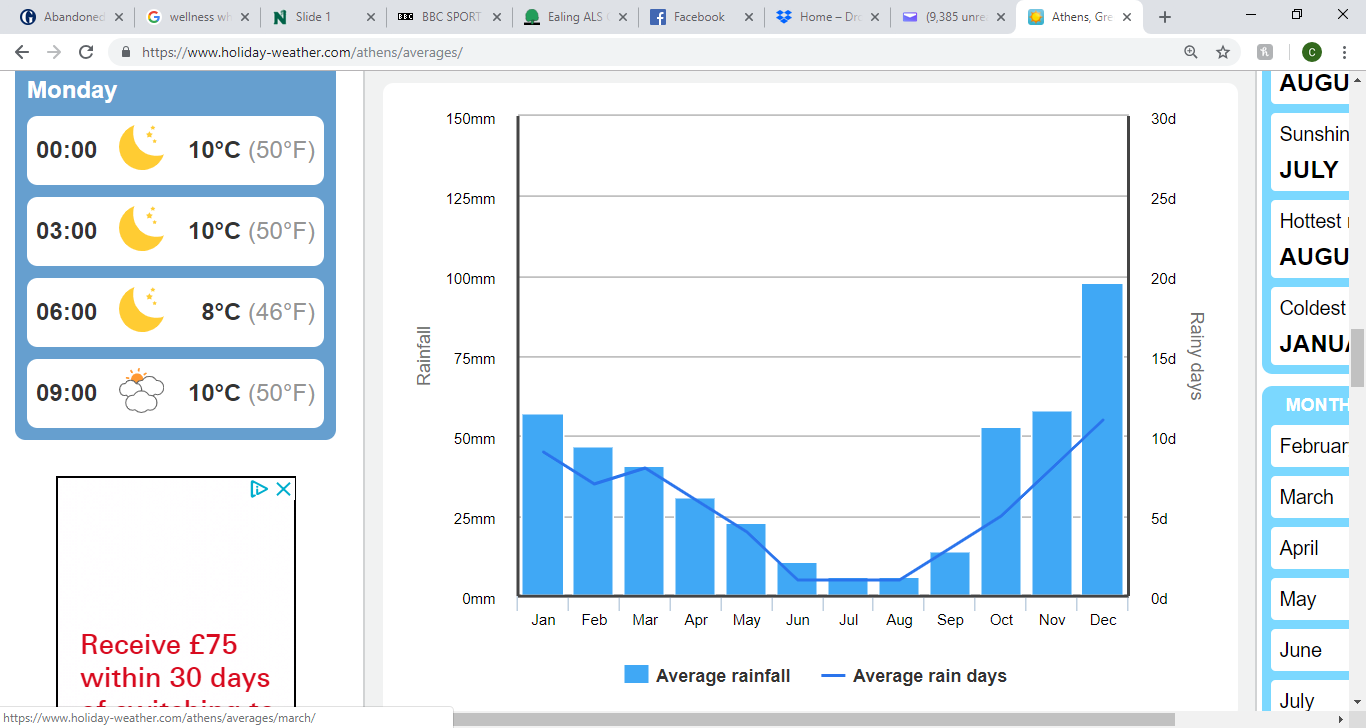 Abandoned
wellness wh
Slide 1
BBC SPORT
Ealing ALS
Facebook
Home – Dro
(9,385 unre
Athens, Gre
https://www.holiday-weather.com/athens/averages/
C
Monday
00:00 10°C (50°F)
03:00 10°C (50°F)
06:00 8°C (46°F)
09:00 10°C (50°F)
Receive £75
within 30 days
of switching to
https://www.holiday-weather.com/athens/averages/march/
150mm
125mm
100mm
75mm
50mm
25mm
0mm
Rainfall
30d
25d
20d
15d
10d
5d
0d
Rainy days
Jan Feb Mar Apr May Jun Jul Aug Sep Oct Nov Dec
Average rainfall Average rain days
AUGU
Sunshin
JULY
Hottest
AUGU
Coldest
JANUA
MONTH
Februar
March
April
May
June
July